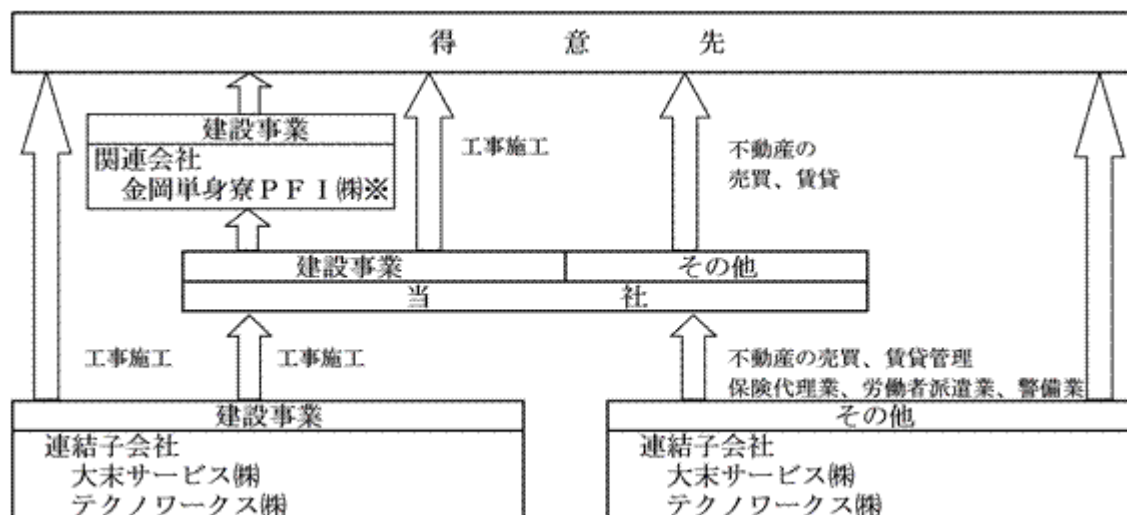 得意先
建設事業
関連会社
金岡単身寮ＰＦＩ㈱※
工事施工
不動産の
売買、賃貸
建設事業
その他
当社
工事施工
工事施工
不動産の売買、賃貸管理
保険代理業、労働者派遣業、警備業
建設事業
連結子会社
大末サービス㈱
テクノワークス㈱
その他
連結子会社
大末サービス㈱
テクノワークス㈱